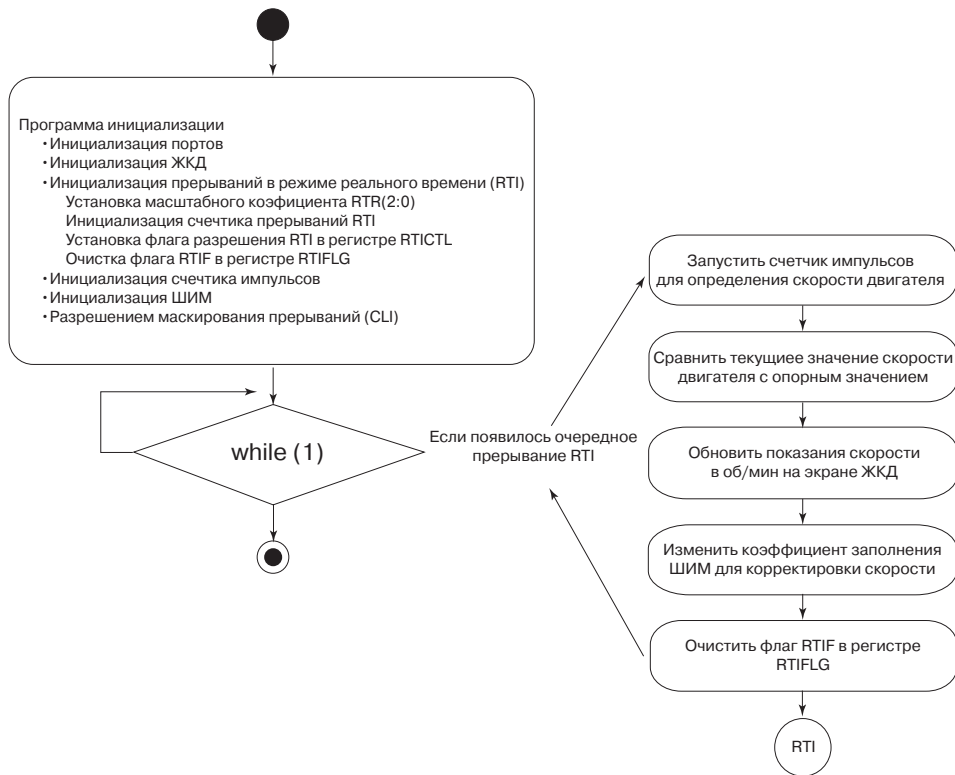 Программа инициализации
•Инициализация портов
•Инициализация ЖКД
•Инициализация прерываний в режиме реального времени (RTI)
Установка масштабного коэфициента RTR(2:0)
Инициализация счечтика прерываний RTI
Установка флага разрешения RTI в регистре RTICTL
Очистка флага RTIF в регистре RTIFLG
•Инициализация счечтика импульсов
•Инициализация ШИМ
•Разрешением маскирования прерываний (CLI)
while (1)
Если появилось очередное
прерывание RTI
Запустить счетчик импульсов
для определения скорости двигателя
Сравнить текущиее значение скорости
двигателя с опорным значением
Обновить показания скорости
в об/мин на экране ЖКД
Изменить коэффициент заполнения
ШИМ для корректировки скорости
Очистить флаг RTIF в регистре
RTIFLG
RTI